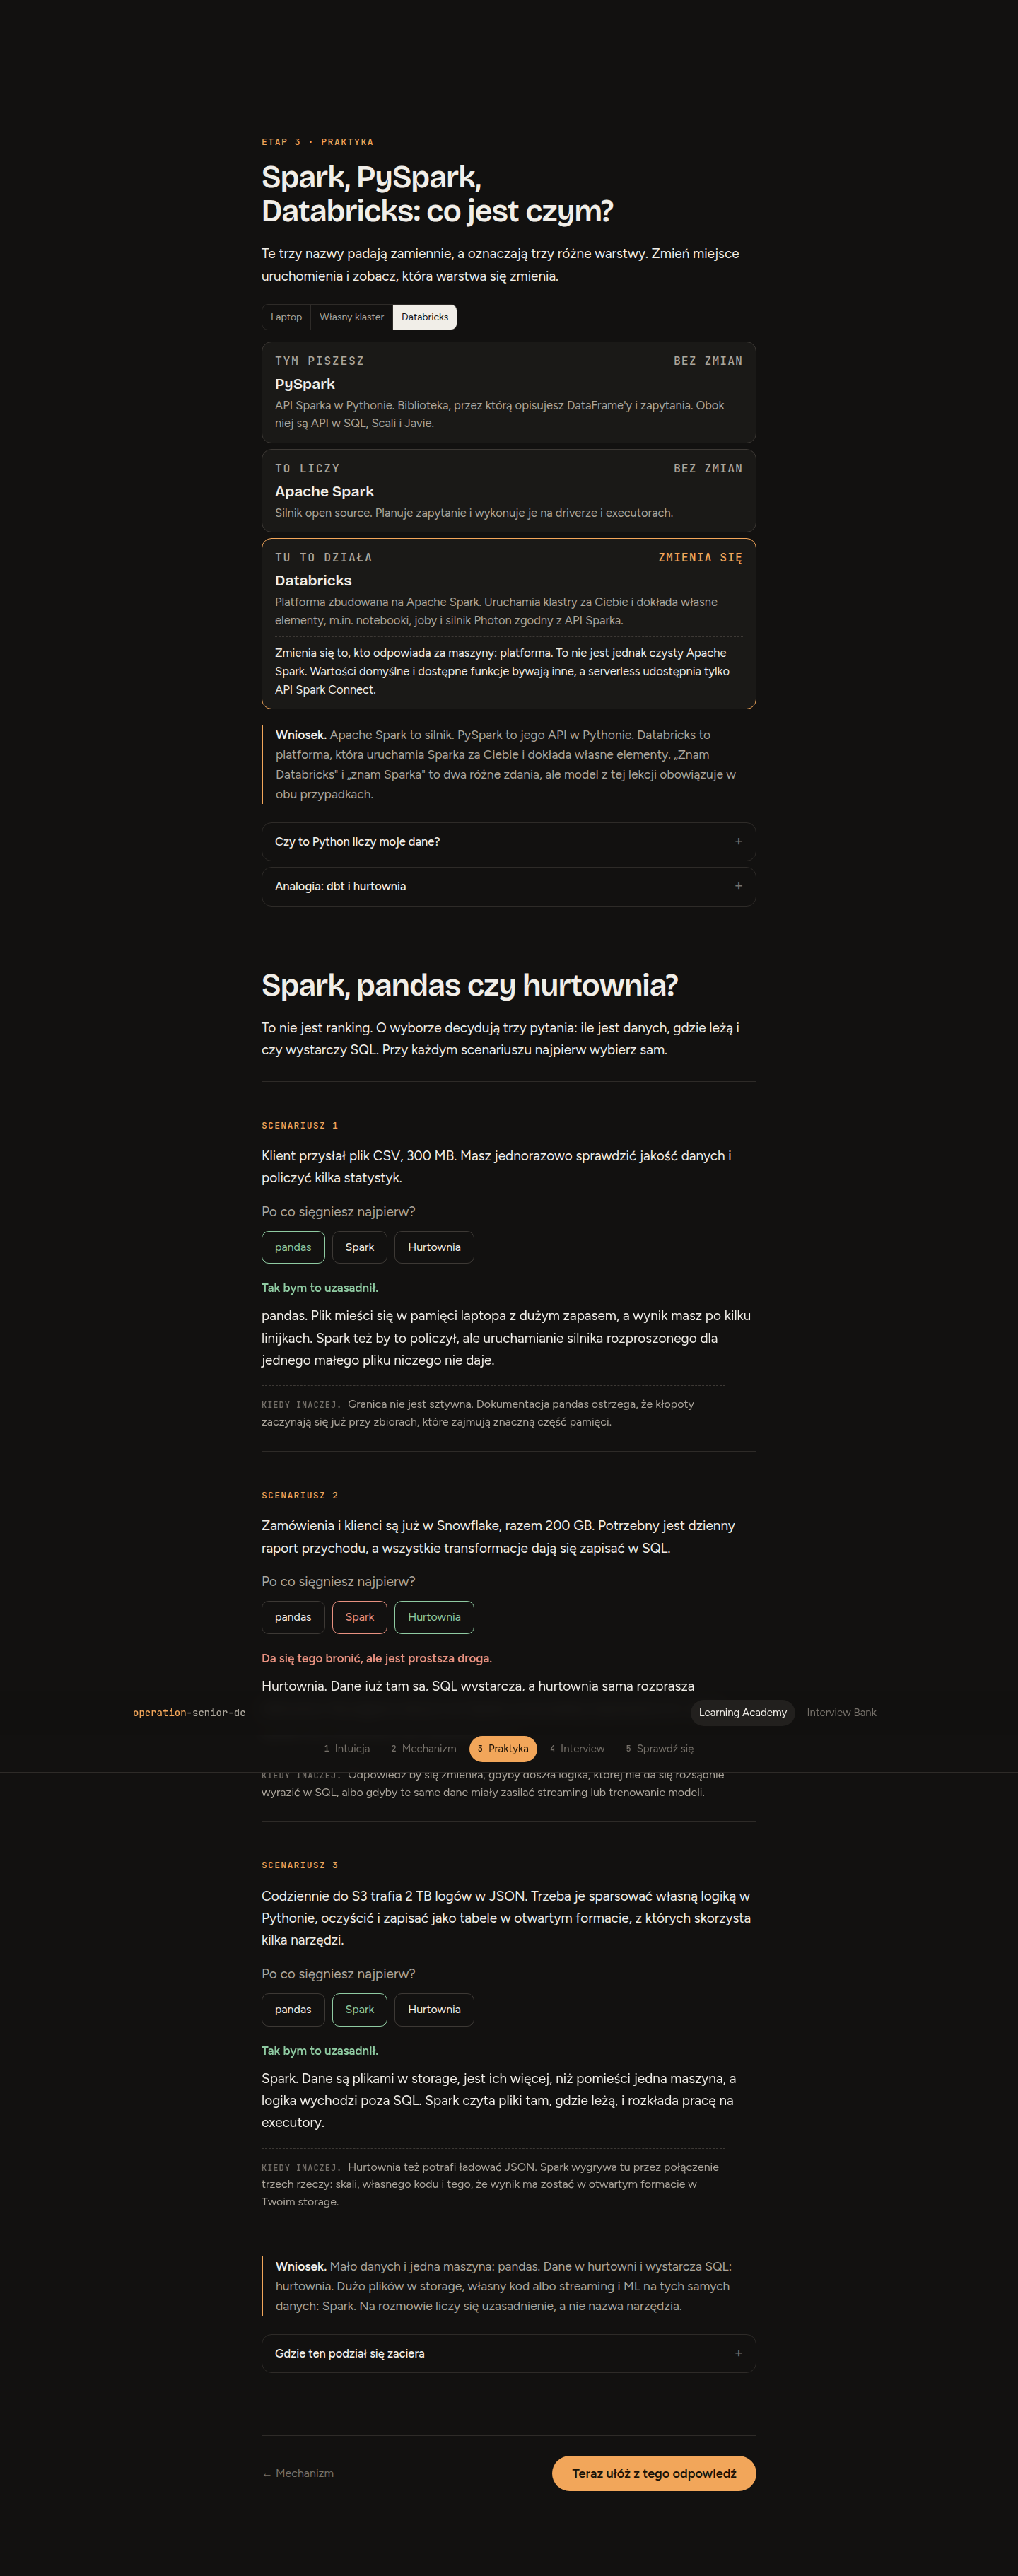 ETAP 3 · PRAKTYKA
Spark, PySpark,
Databricks: co jest czym?
Te trzy nazwy padają zamiennie, a oznaczają trzy różne warstwy. Zmień miejsce
uruchomienia i zobacz, która warstwa się zmienia.
Laptop Własny klaster Databricks
TYM PISZESZ BEZ ZMIAN
PySpark
API Sparka w Pythonie. Biblioteka, przez którą opisujesz DataFrame'y i zapytania. Obok
niej są API w SQL, Scali i Javie.
TO LICZY BEZ ZMIAN
Apache Spark
Silnik open source. Planuje zapytanie i wykonuje je na driverze i executorach.
TU TO DZIAŁA ZMIENIA SIĘ
Databricks
Platforma zbudowana na Apache Spark. Uruchamia klastry za Ciebie i dokłada własne
elementy, m.in. notebooki, joby i silnik Photon zgodny z API Sparka.
Zmienia się to, kto odpowiada za maszyny: platforma. To nie jest jednak czysty Apache
Spark. Wartości domyślne i dostępne funkcje bywają inne, a serverless udostępnia tylko
API Spark Connect.
Wniosek. Apache Spark to silnik. PySpark to jego API w Pythonie. Databricks to
platforma, która uruchamia Sparka za Ciebie i dokłada własne elementy. „Znam
Databricks" i „znam Sparka" to dwa różne zdania, ale model z tej lekcji obowiązuje w
obu przypadkach.
Czy to Python liczy moje dane? +
Analogia: dbt i hurtownia +
Spark, pandas czy hurtownia?
To nie jest ranking. O wyborze decydują trzy pytania: ile jest danych, gdzie leżą i
czy wystarczy SQL. Przy każdym scenariuszu najpierw wybierz sam.
SCENARIUSZ 1
Klient przysłał plik CSV, 300 MB. Masz jednorazowo sprawdzić jakość danych i
policzyć kilka statystyk.
Po co sięgniesz najpierw?
pandas Spark Hurtownia
Tak bym to uzasadnił.
pandas. Plik mieści się w pamięci laptopa z dużym zapasem, a wynik masz po kilku
linijkach. Spark też by to policzył, ale uruchamianie silnika rozproszonego dla
jednego małego pliku niczego nie daje.
KIEDY INACZEJ. Granica nie jest sztywna. Dokumentacja pandas ostrzega, że kłopoty
zaczynają się już przy zbiorach, które zajmują znaczną część pamięci.
SCENARIUSZ 2
Zamówienia i klienci są już w Snowflake, razem 200 GB. Potrzebny jest dzienny
raport przychodu, a wszystkie transformacje dają się zapisać w SQL.
Po co sięgniesz najpierw?
pandas Spark Hurtownia
Da się tego bronić, ale jest prostsza droga.
Hurtownia. Dane już tam są, SQL wystarcza, a hurtownia sama rozprasza
operation-senior-de Learning Academy Interview Bank
1 Intuicja 2 Mechanizm 3 Praktyka 4 Interview 5 Sprawdź się
KIEDY INACZEJ. Odpowiedź by się zmieniła, gdyby doszła logika, której nie da się rozsądnie
wyrazić w SQL, albo gdyby te same dane miały zasilać streaming lub trenowanie modeli.
SCENARIUSZ 3
Codziennie do S3 trafia 2 TB logów w JSON. Trzeba je sparsować własną logiką w
Pythonie, oczyścić i zapisać jako tabele w otwartym formacie, z których skorzysta
kilka narzędzi.
Po co sięgniesz najpierw?
pandas Spark Hurtownia
Tak bym to uzasadnił.
Spark. Dane są plikami w storage, jest ich więcej, niż pomieści jedna maszyna, a
logika wychodzi poza SQL. Spark czyta pliki tam, gdzie leżą, i rozkłada pracę na
executory.
KIEDY INACZEJ. Hurtownia też potrafi ładować JSON. Spark wygrywa tu przez połączenie
trzech rzeczy: skali, własnego kodu i tego, że wynik ma zostać w otwartym formacie w
Twoim storage.
Wniosek. Mało danych i jedna maszyna: pandas. Dane w hurtowni i wystarcza SQL:
hurtownia. Dużo plików w storage, własny kod albo streaming i ML na tych samych
danych: Spark. Na rozmowie liczy się uzasadnienie, a nie nazwa narzędzia.
Gdzie ten podział się zaciera +
← Mechanizm Teraz ułóż z tego odpowiedź